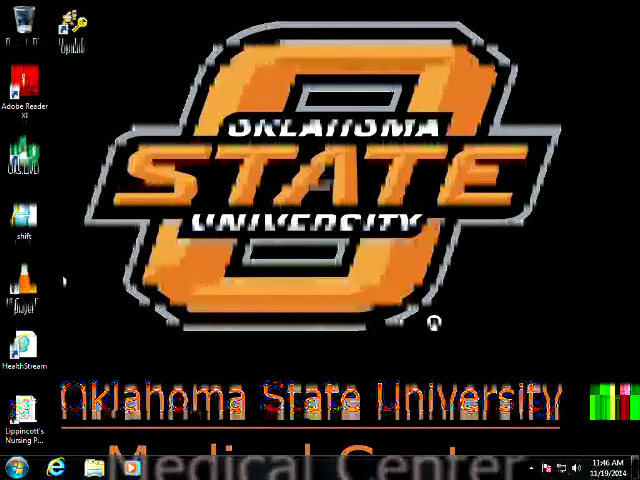 Adobe Reader
XI
shift
HealthStream
Lippincott's
Nursing P...
OKLAHOMA
STATE
UNIVERSITY
®
Oklahoma State University
Medical Center
11:46 AM
11/19/2014